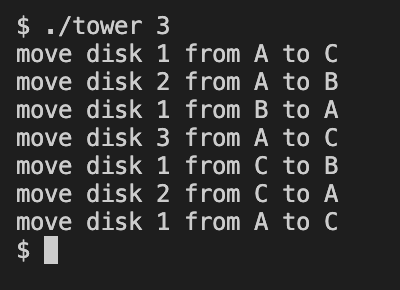 $ ./tower 3
move disk 1 from A to C
move disk 2 from A to B
move disk 1 from B to A
move disk 3 from A to C
move disk 1 from C to B
move disk 2 from C to A
move disk 1 from A to C
$